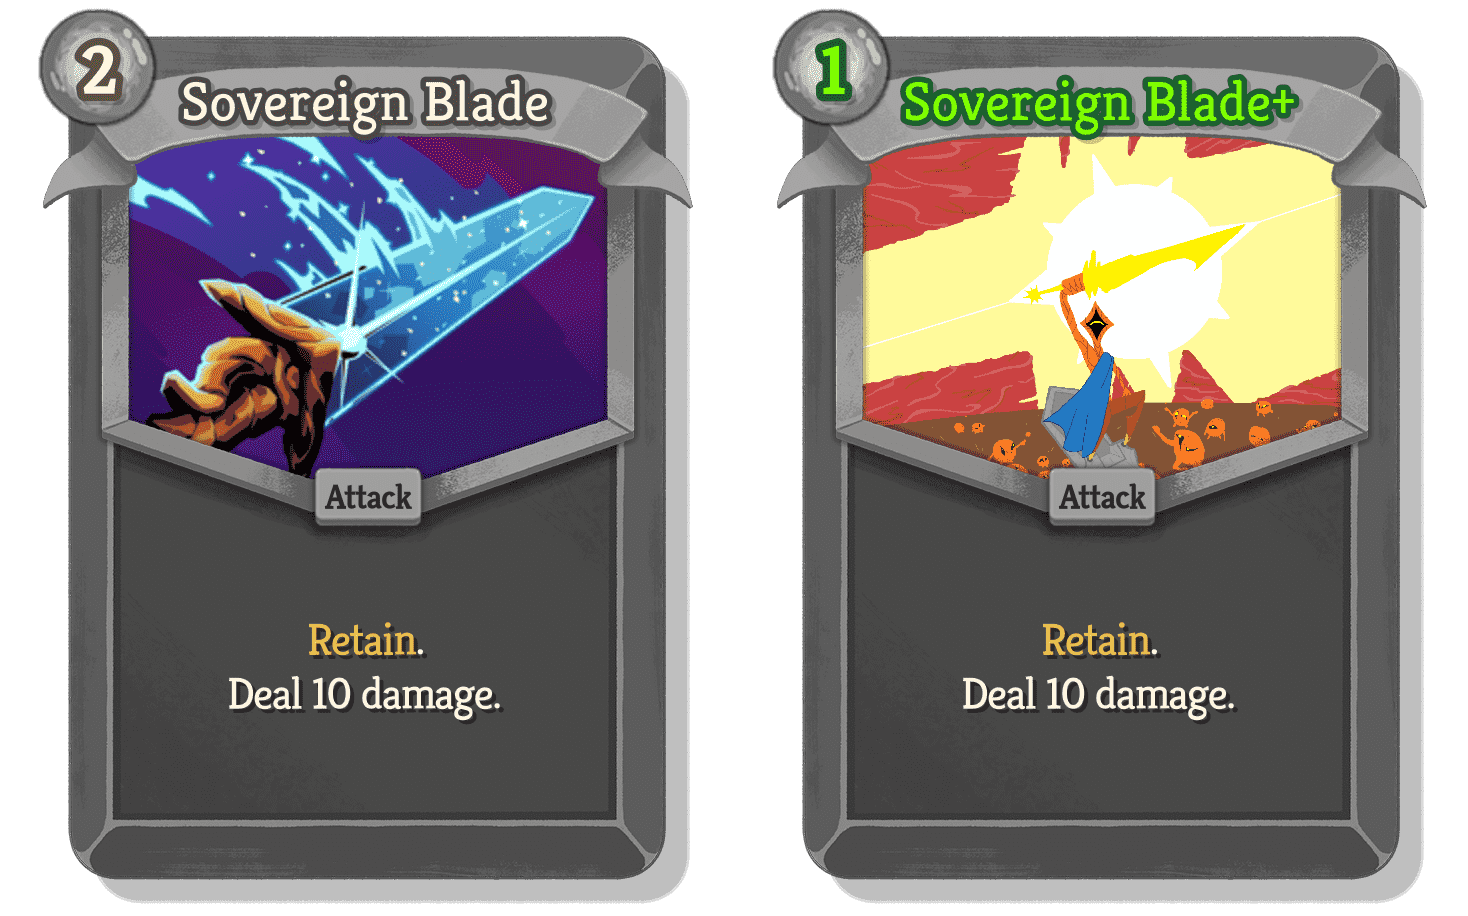 2
Sovereign Blade
Attack
Retain.
Deal 10 damage.
1
Sovereign Blade+
Attack
Retain.
Deal 10 damage.